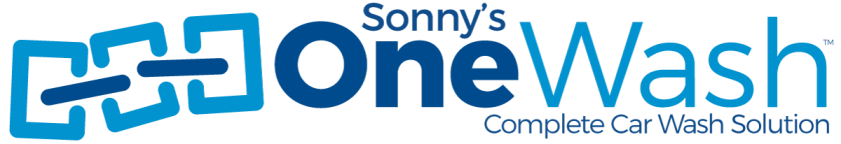 Sonny's
OneWash™
Complete Car Wash Solution